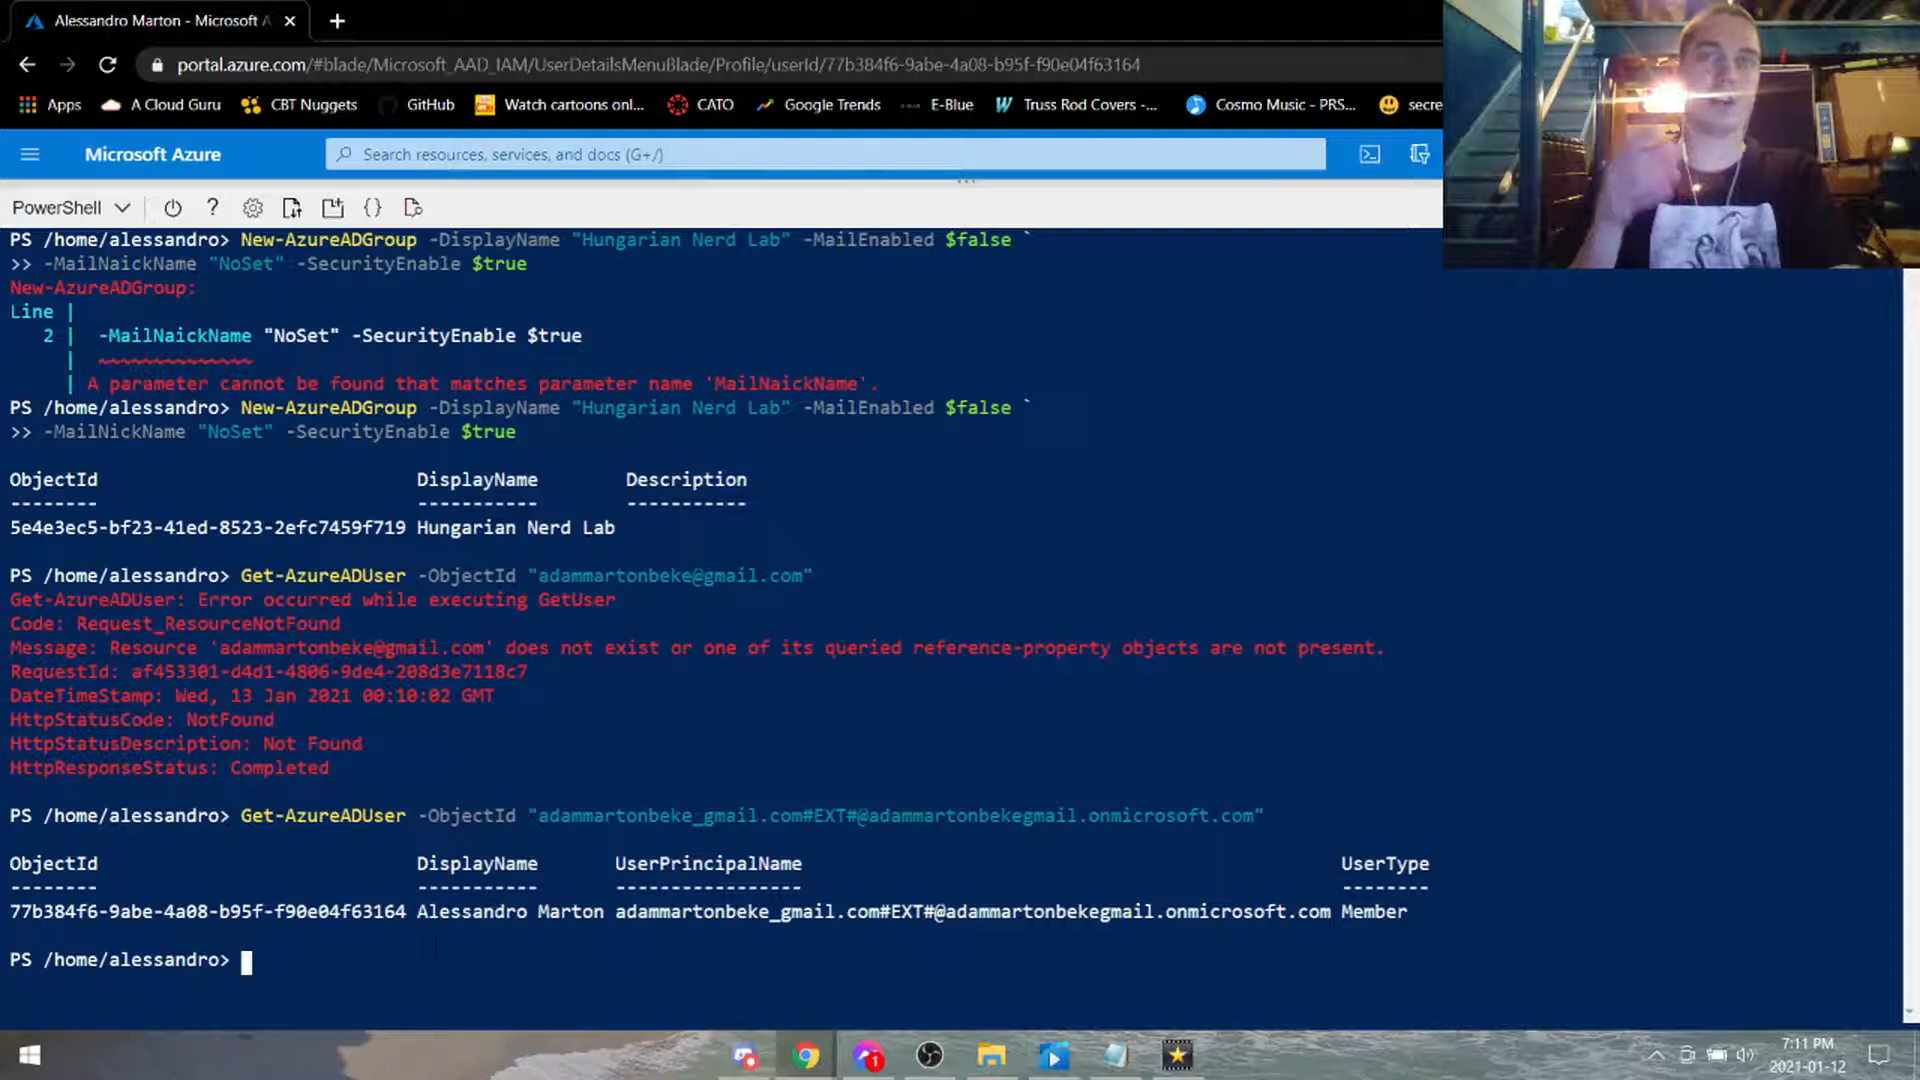 Alessandro Marton - Microsoft A
portal.azure.com/#blade/Microsoft_AAD_IAM/UserDetailsMenuBlade/Profile/userId/77b384f6-9abe-4a08-b95f-f90e04f63164
Apps A Cloud Guru CBT Nuggets GitHub Watch cartoons onl... CATO Google Trends E-Blue Truss Rod Covers -... Cosmo Music - PRS... secre
Microsoft Azure Search resources, services, and docs (G+/)
PowerShell
PS /home/alessandro> New-AzureADGroup -DisplayName "Hungarian Nerd Lab" -MailEnabled $false `
>> -MailNaickName "NoSet" -SecurityEnable $true
New-AzureADGroup:
Line |
2 | -MailNaickName "NoSet" -SecurityEnable $true
| ~~~~~~~~~~~~~~
| A parameter cannot be found that matches parameter name 'MailNaickName'.
PS /home/alessandro> New-AzureADGroup -DisplayName "Hungarian Nerd Lab" -MailEnabled $false `
>> -MailNickName "NoSet" -SecurityEnable $true
ObjectId DisplayName Description
-------- ----------- -----------
5e4e3ec5-bf23-41ed-8523-2efc7459f719 Hungarian Nerd Lab
PS /home/alessandro> Get-AzureADUser -ObjectId "adammartonbeke@gmail.com"
Get-AzureADUser: Error occurred while executing GetUser
Code: Request_ResourceNotFound
Message: Resource 'adammartonbeke@gmail.com' does not exist or one of its queried reference-property objects are not present.
RequestId: af453301-d4d1-4806-9de4-208d3e7118c7
DateTimeStamp: Wed, 13 Jan 2021 00:10:02 GMT
HttpStatusCode: NotFound
HttpStatusDescription: Not Found
HttpResponseStatus: Completed
PS /home/alessandro> Get-AzureADUser -ObjectId "adammartonbeke_gmail.com#EXT#@adammartonbekegmail.onmicrosoft.com"
ObjectId DisplayName UserPrincipalName UserType
-------- ----------- ----------------- --------
77b384f6-9abe-4a08-b95f-f90e04f63164 Alessandro Marton adammartonbeke_gmail.com#EXT#@adammartonbekegmail.onmicrosoft.com Member
PS /home/alessandro>
1
7:11 PM
2021-01-12